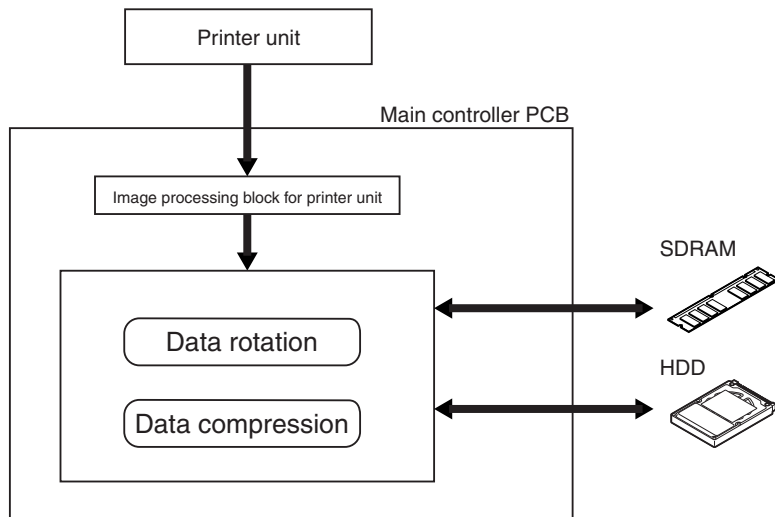 Printer unit
Main controller PCB
Image processing block for printer unit
SDRAM
Data rotation
HDD
Data compression